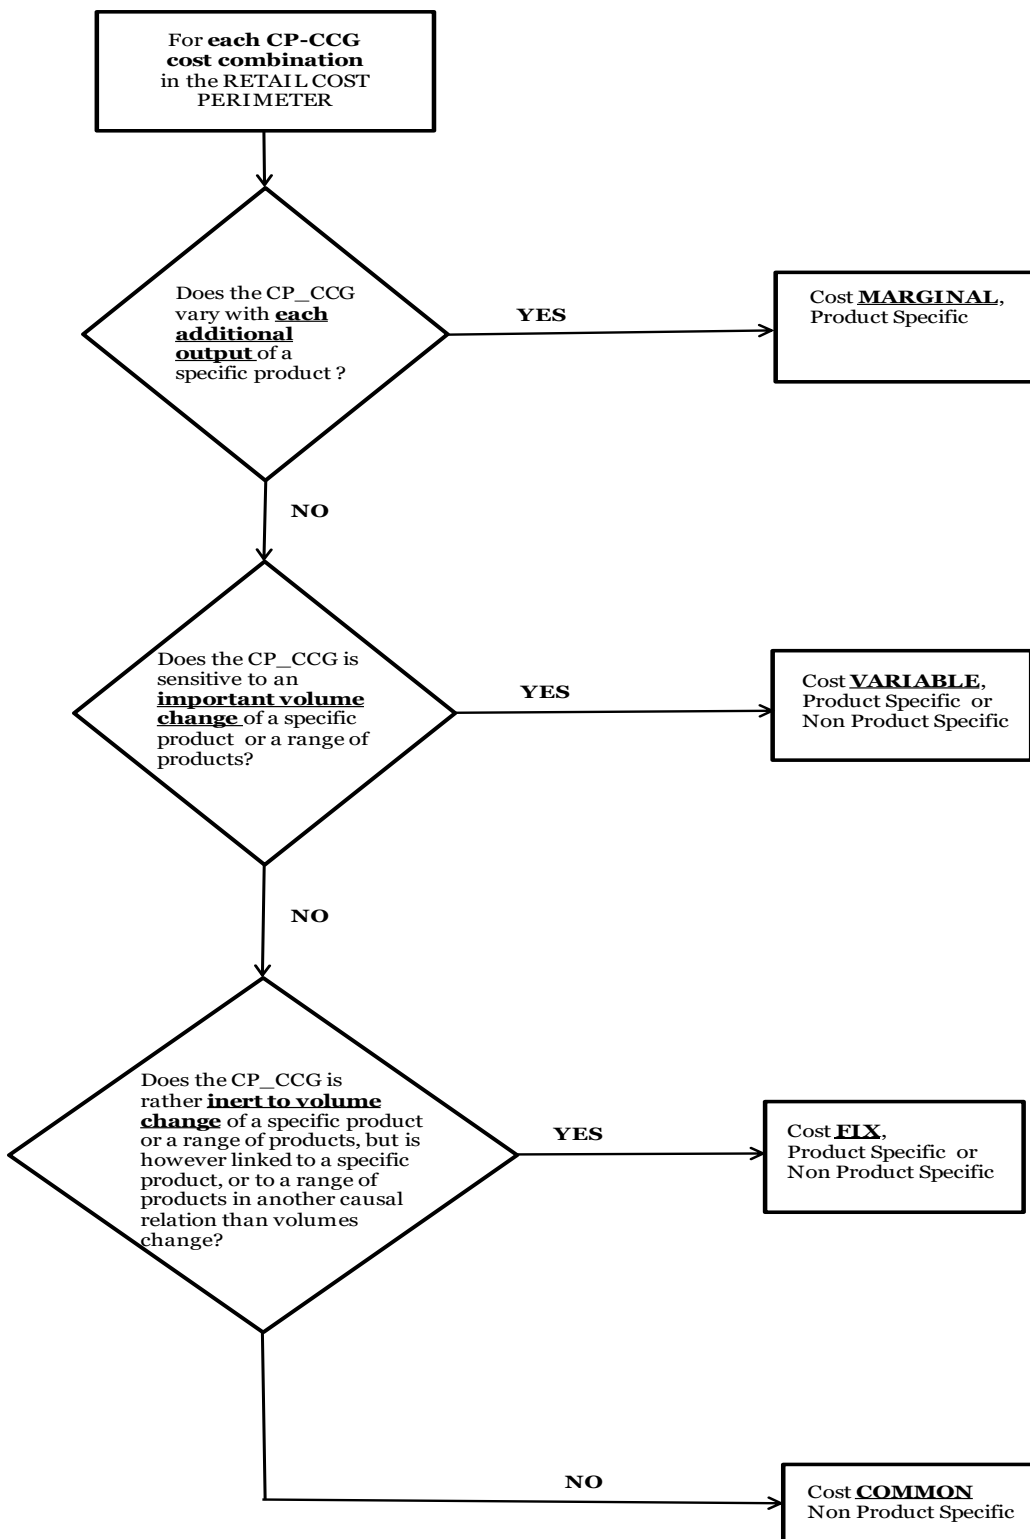 For each CP-CCG
cost combination
in the RETAIL COST
PERIMETER
Does the CP_CCG
vary with each
additional
output of a
specific product ?
YES
Cost MARGINAL,
Product Specific
NO
Does the CP_CCG is
sensitive to an
important volume
change of a specific
product or a range of
products?
YES
Cost VARIABLE,
Product Specific or
Non Product Specific
NO
Does the CP_CCG is
rather inert to volume
change of a specific product
or a range of products, but is
however linked to a specific
product, or to a range of
products in another causal
relation than volumes
change?
YES
Cost FIX,
Product Specific or
Non Product Specific
NO
Cost COMMON
Non Product Specific